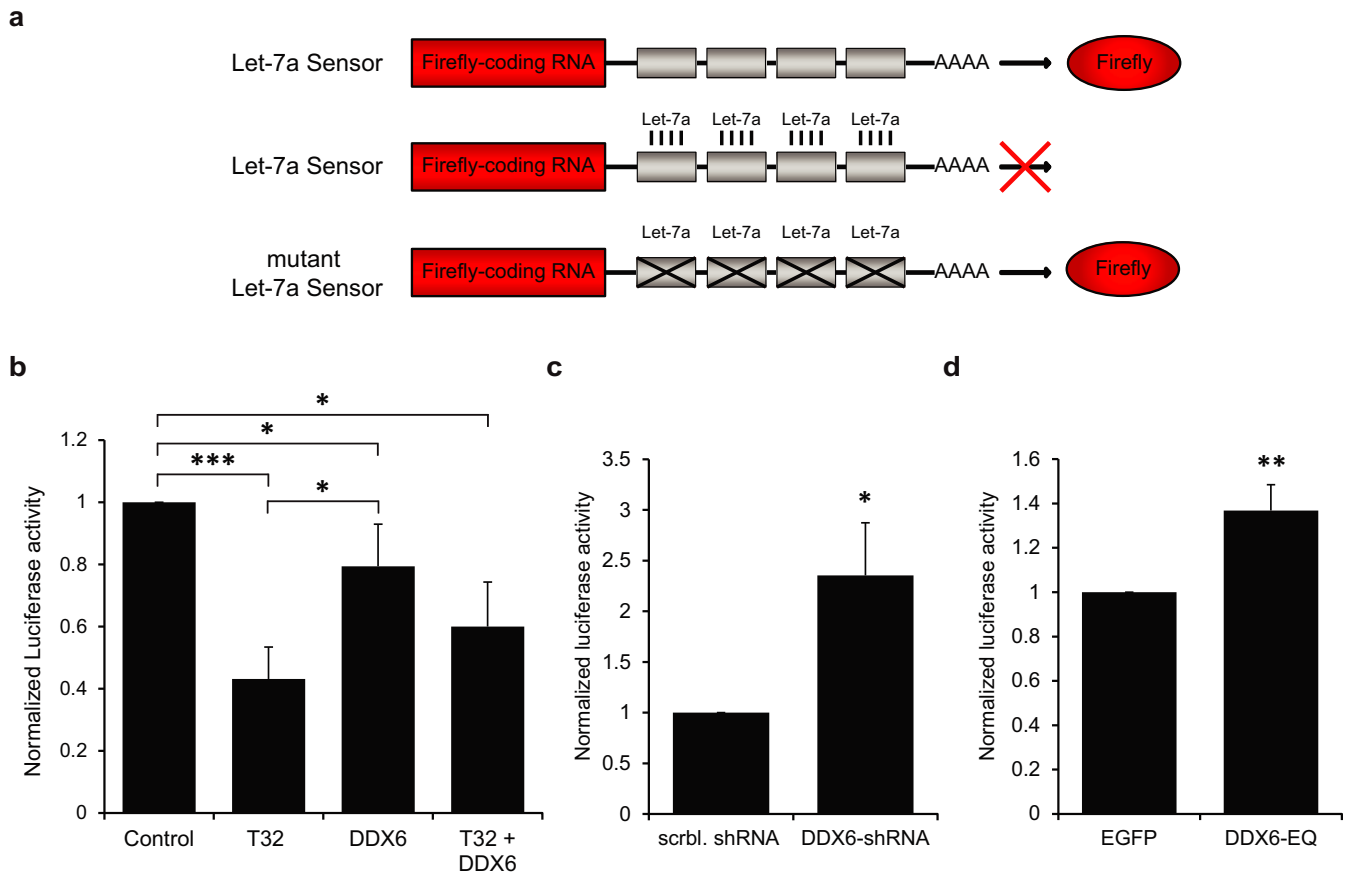 a
Let-7a Sensor
Firefly-coding RNA
AAAA
Firefly
Let-7a Let-7a Let-7a Let-7a
Let-7a Sensor
Firefly-coding RNA
AAAA
Let-7a Let-7a Let-7a Let-7a
mutant
Let-7a Sensor
Firefly-coding RNA
AAAA
Firefly
b
Normalized Luciferase activity
1.2
1
0.8
0.6
0.4
0.2
0
*
*
***
*
Control
T32
DDX6
T32 +
DDX6
c
Normalized luciferase activity
3.5
3
2.5
2
1.5
1
0.5
0
*
scrbl. shRNA
DDX6-shRNA
d
Normalized luciferase activity
1.6
1.4
1.2
1
0.8
0.6
0.4
0.2
0
**
EGFP
DDX6-EQ